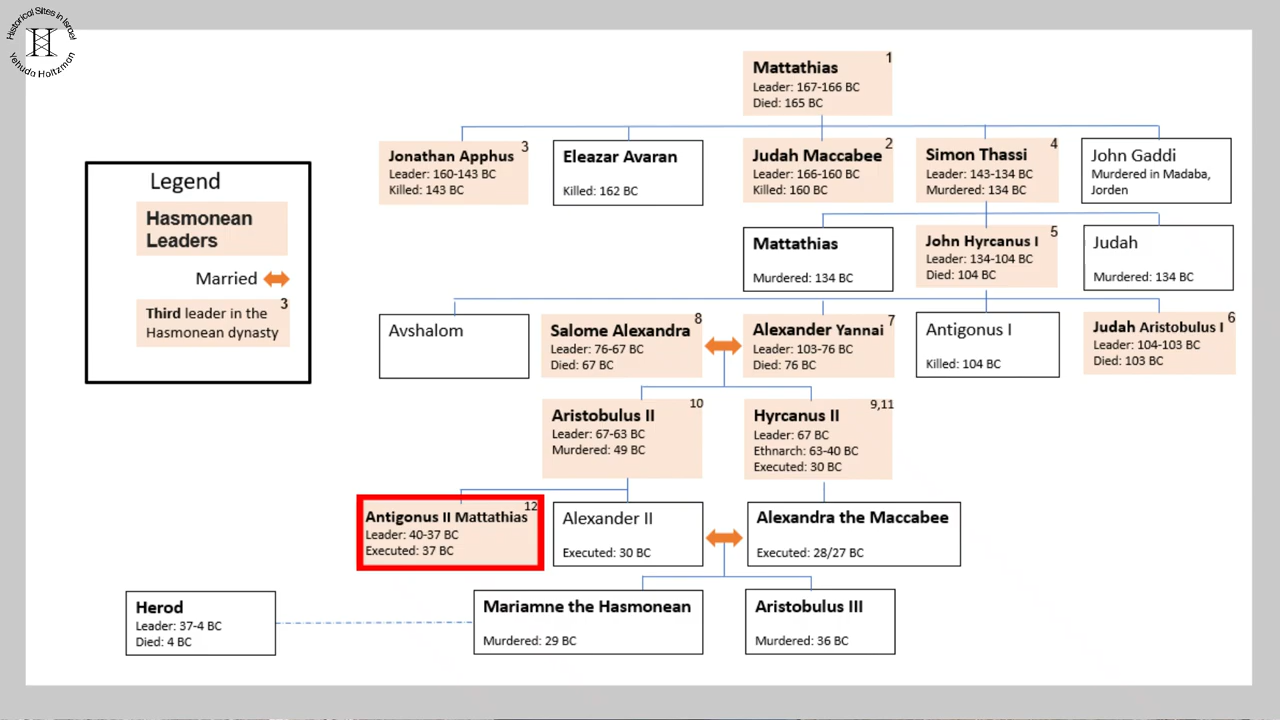 Historical Sites in Israel
Yehuda Holtzman
Mattathias
1
Leader: 167-166 BC
Died: 165 BC
Jonathan Apphus
3
Leader: 160-143 BC
Killed: 143 BC
Eleazar Avaran
Killed: 162 BC
Judah Maccabee
2
Leader: 166-160 BC
Killed: 160 BC
Simon Thassi
4
Leader: 143-134 BC
Murdered: 134 BC
John Gaddi
Murdered in Madaba,
Jorden
Legend
Hasmonean
Leaders
Married
Third leader in the
3
Hasmonean dynasty
Mattathias
Murdered: 134 BC
John Hyrcanus I
5
Leader: 134-104 BC
Died: 104 BC
Judah
Murdered: 134 BC
Avshalom
Salome Alexandra
8
Leader: 76-67 BC
Died: 67 BC
Alexander Yannai
7
Leader: 103-76 BC
Died: 76 BC
Antigonus I
Killed: 104 BC
Judah Aristobulus I
6
Leader: 104-103 BC
Died: 103 BC
Aristobulus II
10
Leader: 67-63 BC
Murdered: 49 BC
Hyrcanus II
9,11
Leader: 67 BC
Ethnarch: 63-40 BC
Executed: 30 BC
Antigonus II Mattathias
12
Leader: 40-37 BC
Executed: 37 BC
Alexander II
Executed: 30 BC
Alexandra the Maccabee
Executed: 28/27 BC
Herod
Leader: 37-4 BC
Died: 4 BC
Mariamne the Hasmonean
Murdered: 29 BC
Aristobulus III
Murdered: 36 BC